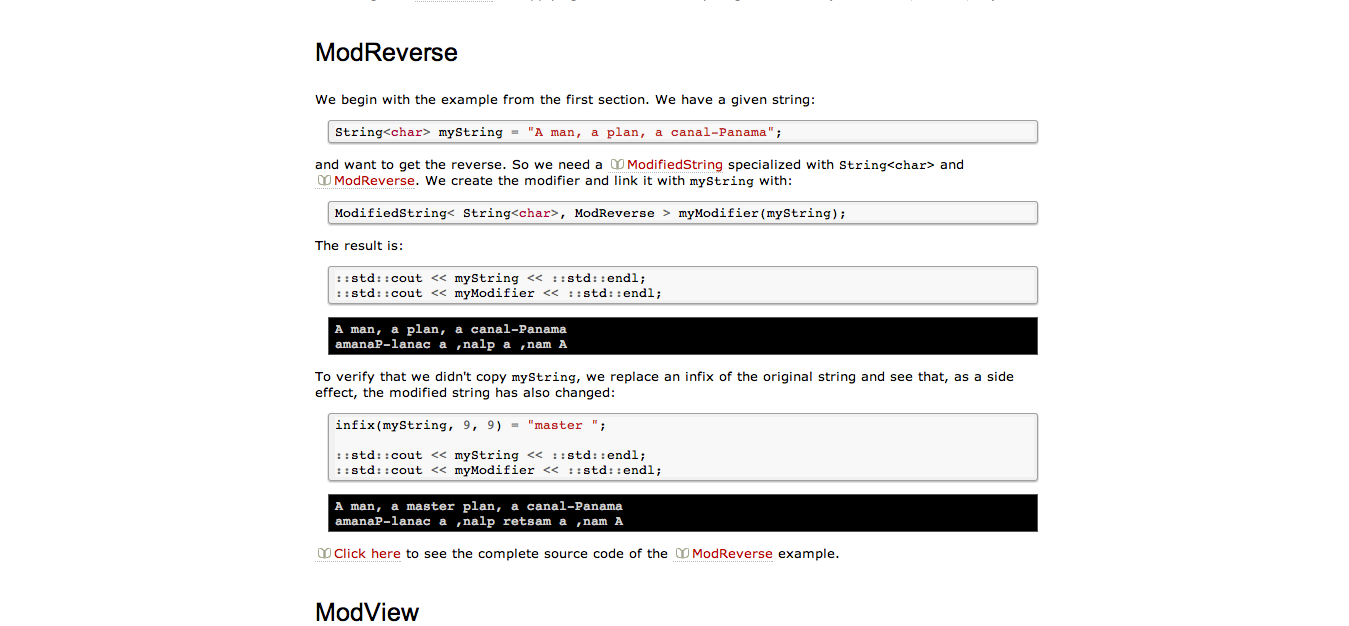 ModReverse
We begin with the example from the first section. We have a given string:
String<char> myString = "A man, a plan, a canal-Panama";
and want to get the reverse. So we need a ModifiedString specialized with String<char> and
ModReverse. We create the modifier and link it with myString with:
ModifiedString< String<char>, ModReverse > myModifier(myString);
The result is:
::std::cout << myString << ::std::endl;
::std::cout << myModifier << ::std::endl;
A man, a plan, a canal-Panama
amanaP-lanac a ,nalp a ,nam A
To verify that we didn't copy myString, we replace an infix of the original string and see that, as a side
effect, the modified string has also changed:
infix(myString, 9, 9) = "master ";
::std::cout << myString << ::std::endl;
::std::cout << myModifier << ::std::endl;
A man, a master plan, a canal-Panama
amanaP-lanac a ,nalp retsam a ,nam A
Click here to see the complete source code of the ModReverse example.
ModView